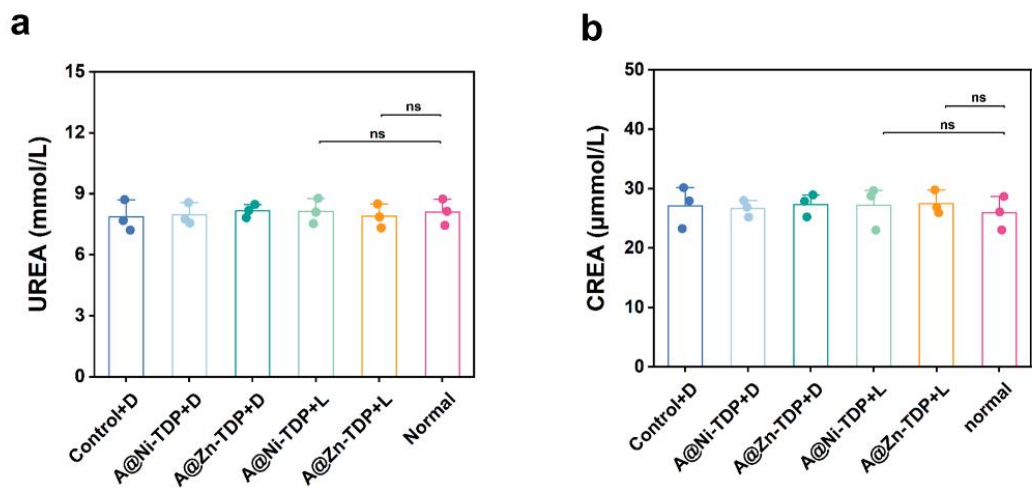 a
UREA (mmol/L)
15
12
9
6
3
0
ns
ns
Control+D
A@Ni-TDP+D
A@Zn-TDP+D
A@Ni-TDP+L
A@Zn-TDP+L
Normal
b
CREA (μmol/L)
50
40
30
20
10
0
ns
ns
Control+D
A@Ni-TDP+D
A@Zn-TDP+D
A@Ni-TDP+L
A@Zn-TDP+L
normal